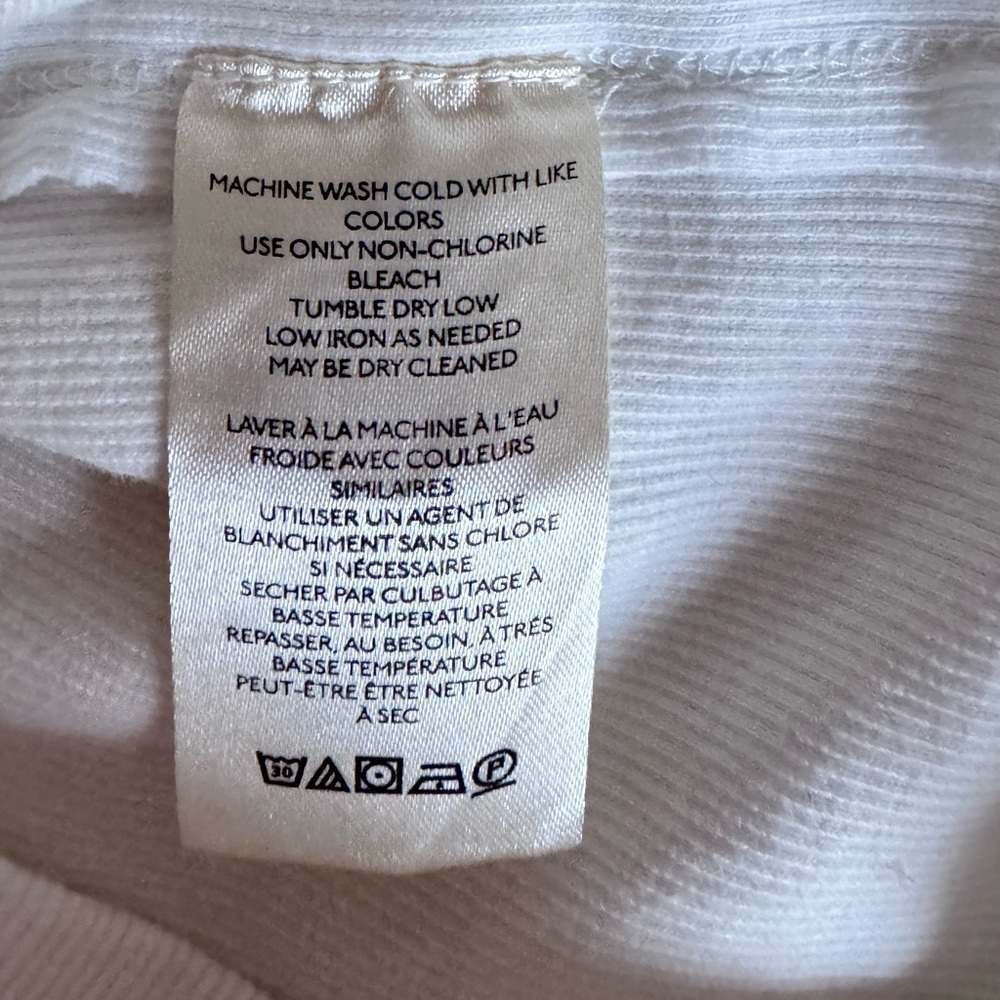 MACHINE WASH COLD WITH LIKE
COLORS
USE ONLY NON-CHLORINE
BLEACH
TUMBLE DRY LOW
LOW IRON AS NEEDED
MAY BE DRY CLEANED
LAVER À LA MACHINE À L'EAU
FROIDE AVEC COULEURS
SIMILAIRES
UTILISER UN AGENT DE
BLANCHIMENT SANS CHLORE
SI NÉCESSAIRE
SECHER PAR CULBUTAGE À
BASSE TEMPERATURE
REPASSER, AU BESOIN, À TRÉS
BASSE TEMPÉRATURE
PEUT-ÊTRE ÊTRE NETTOYÉE
À SEC
30 P